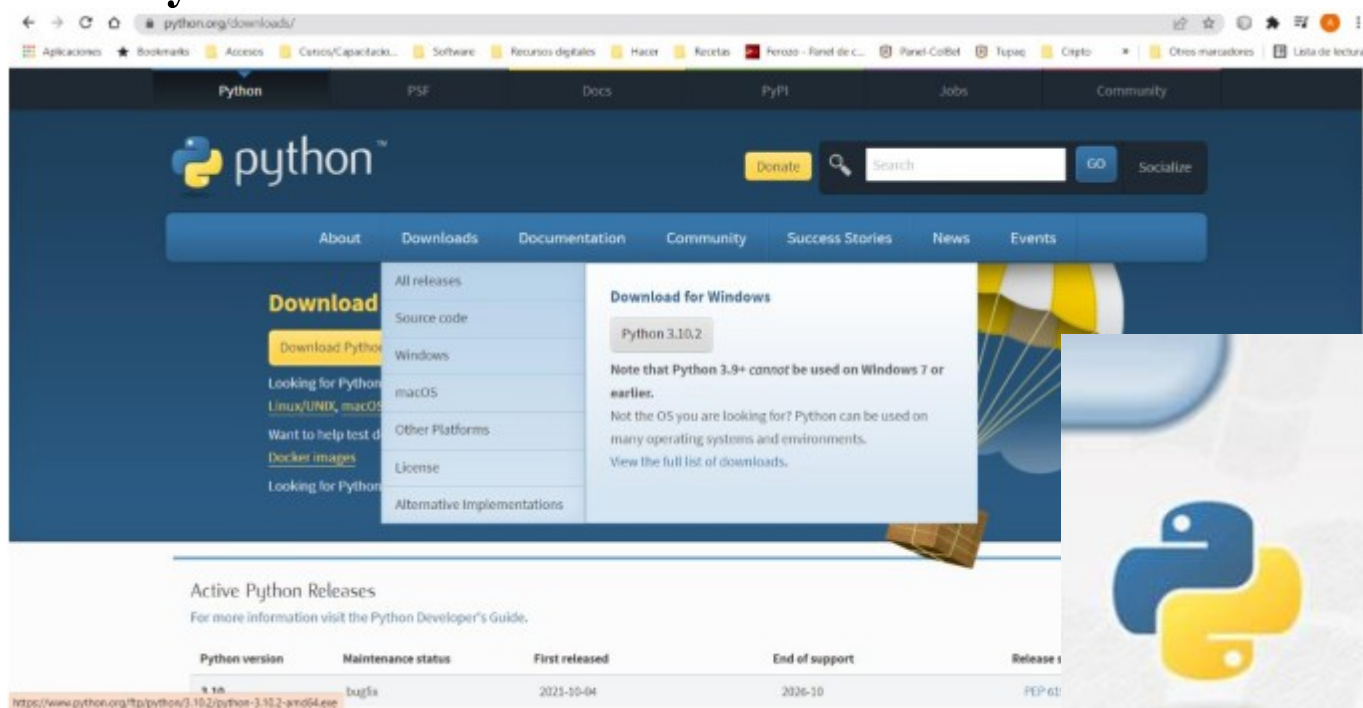 python.org/downloads/
Aplicaciones Bookmarks Accesos Cursos/Capacitacio... Software Recursos digitales Hacer Recetas Ferozo - Panel de c... Panel-ColBel Tupaq Cripto » Otros marcadores Lista de lectura
Python PSF Docs PyPI Jobs Community
python™
Donate Search GO Socialize
About Downloads Documentation Community Success Stories News Events
All releases
Source code
Windows
macOS
Other Platforms
License
Alternative Implementations
Download for Windows
Python 3.10.2
Note that Python 3.9+ cannot be used on Windows 7 or
earlier.
Not the OS you are looking for? Python can be used on
many operating systems and environments.
View the full list of downloads.
Download
Download Python
Looking for Python
Linux/UNIX, macOS
Want to help test d
Docker images
Looking for Python
Active Python Releases
For more information visit the Python Developer's Guide.
Python version Maintenance status First released End of support Release s
3.10 bugfix 2021-10-04 2026-10 PEP 61
https://www.python.org/ftp/python/3.10.2/python-3.10.2-amd64.exe